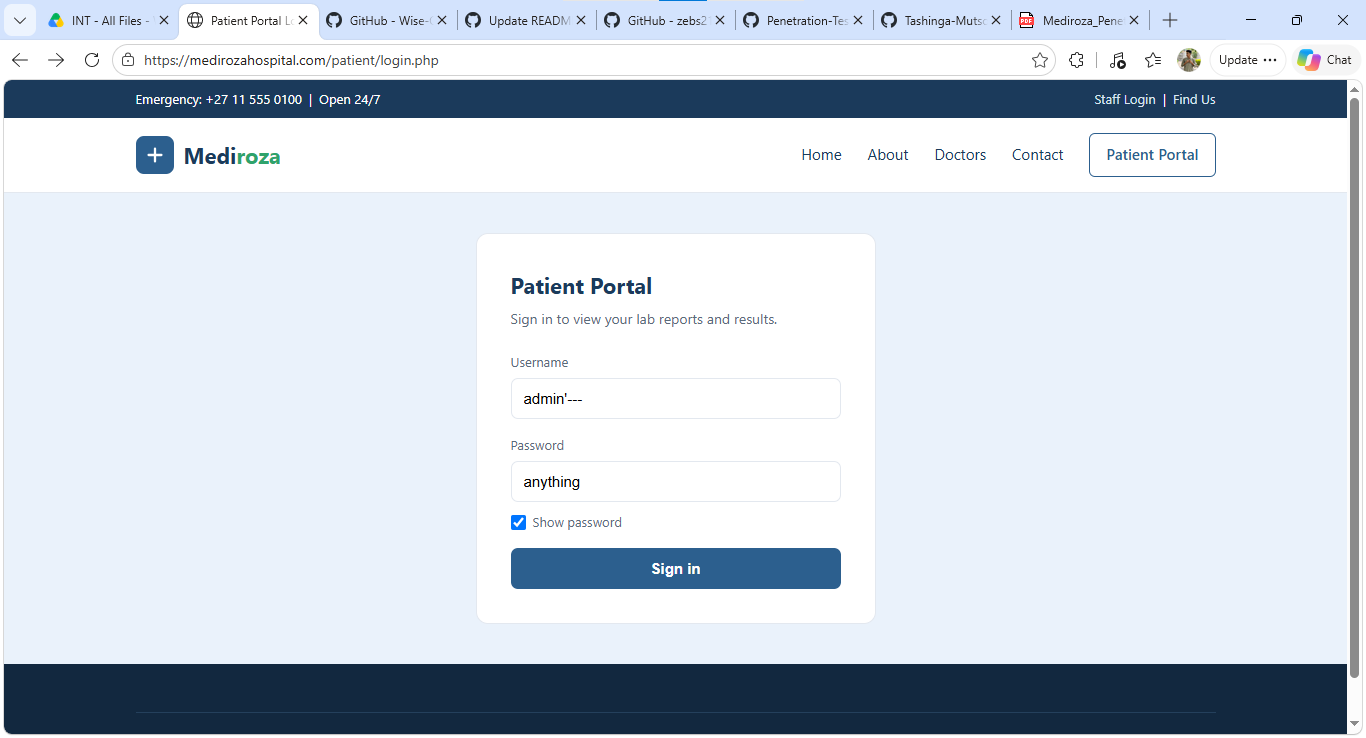 INT - All Files -
Patient Portal Lo
GitHub - Wise-
Update README
GitHub - zebs2
Penetration-Tes
Tashinga-Mutso
Mediroza_Pene
https://medirozahospital.com/patient/login.php
Update
Chat
Emergency: +27 11 555 0100 | Open 24/7
Staff Login | Find Us
Mediroza
Home
About
Doctors
Contact
Patient Portal
Patient Portal
Sign in to view your lab reports and results.
Username
admin'---
Password
anything
Show password
Sign in